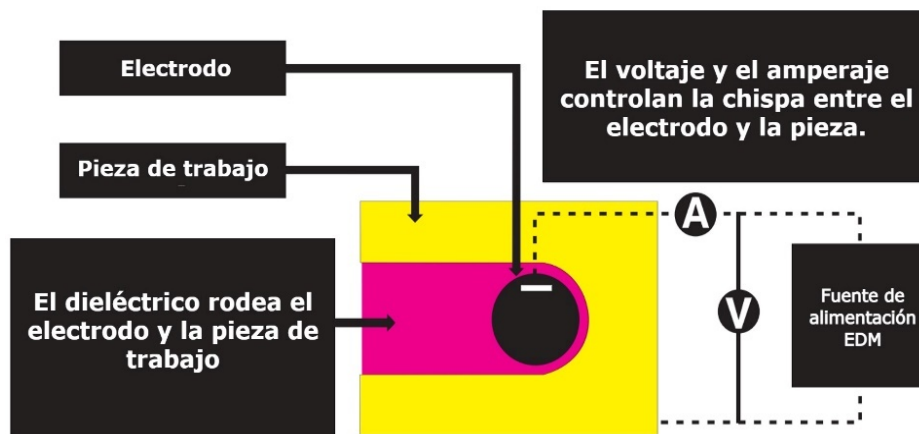 Electrodo
El voltaje y el amperaje
controlan la chispa entre el
electrodo y la pieza.
Pieza de trabajo
A
El dieléctrico rodea el
electrodo y la pieza de
trabajo
V
Fuente de
alimentación
EDM